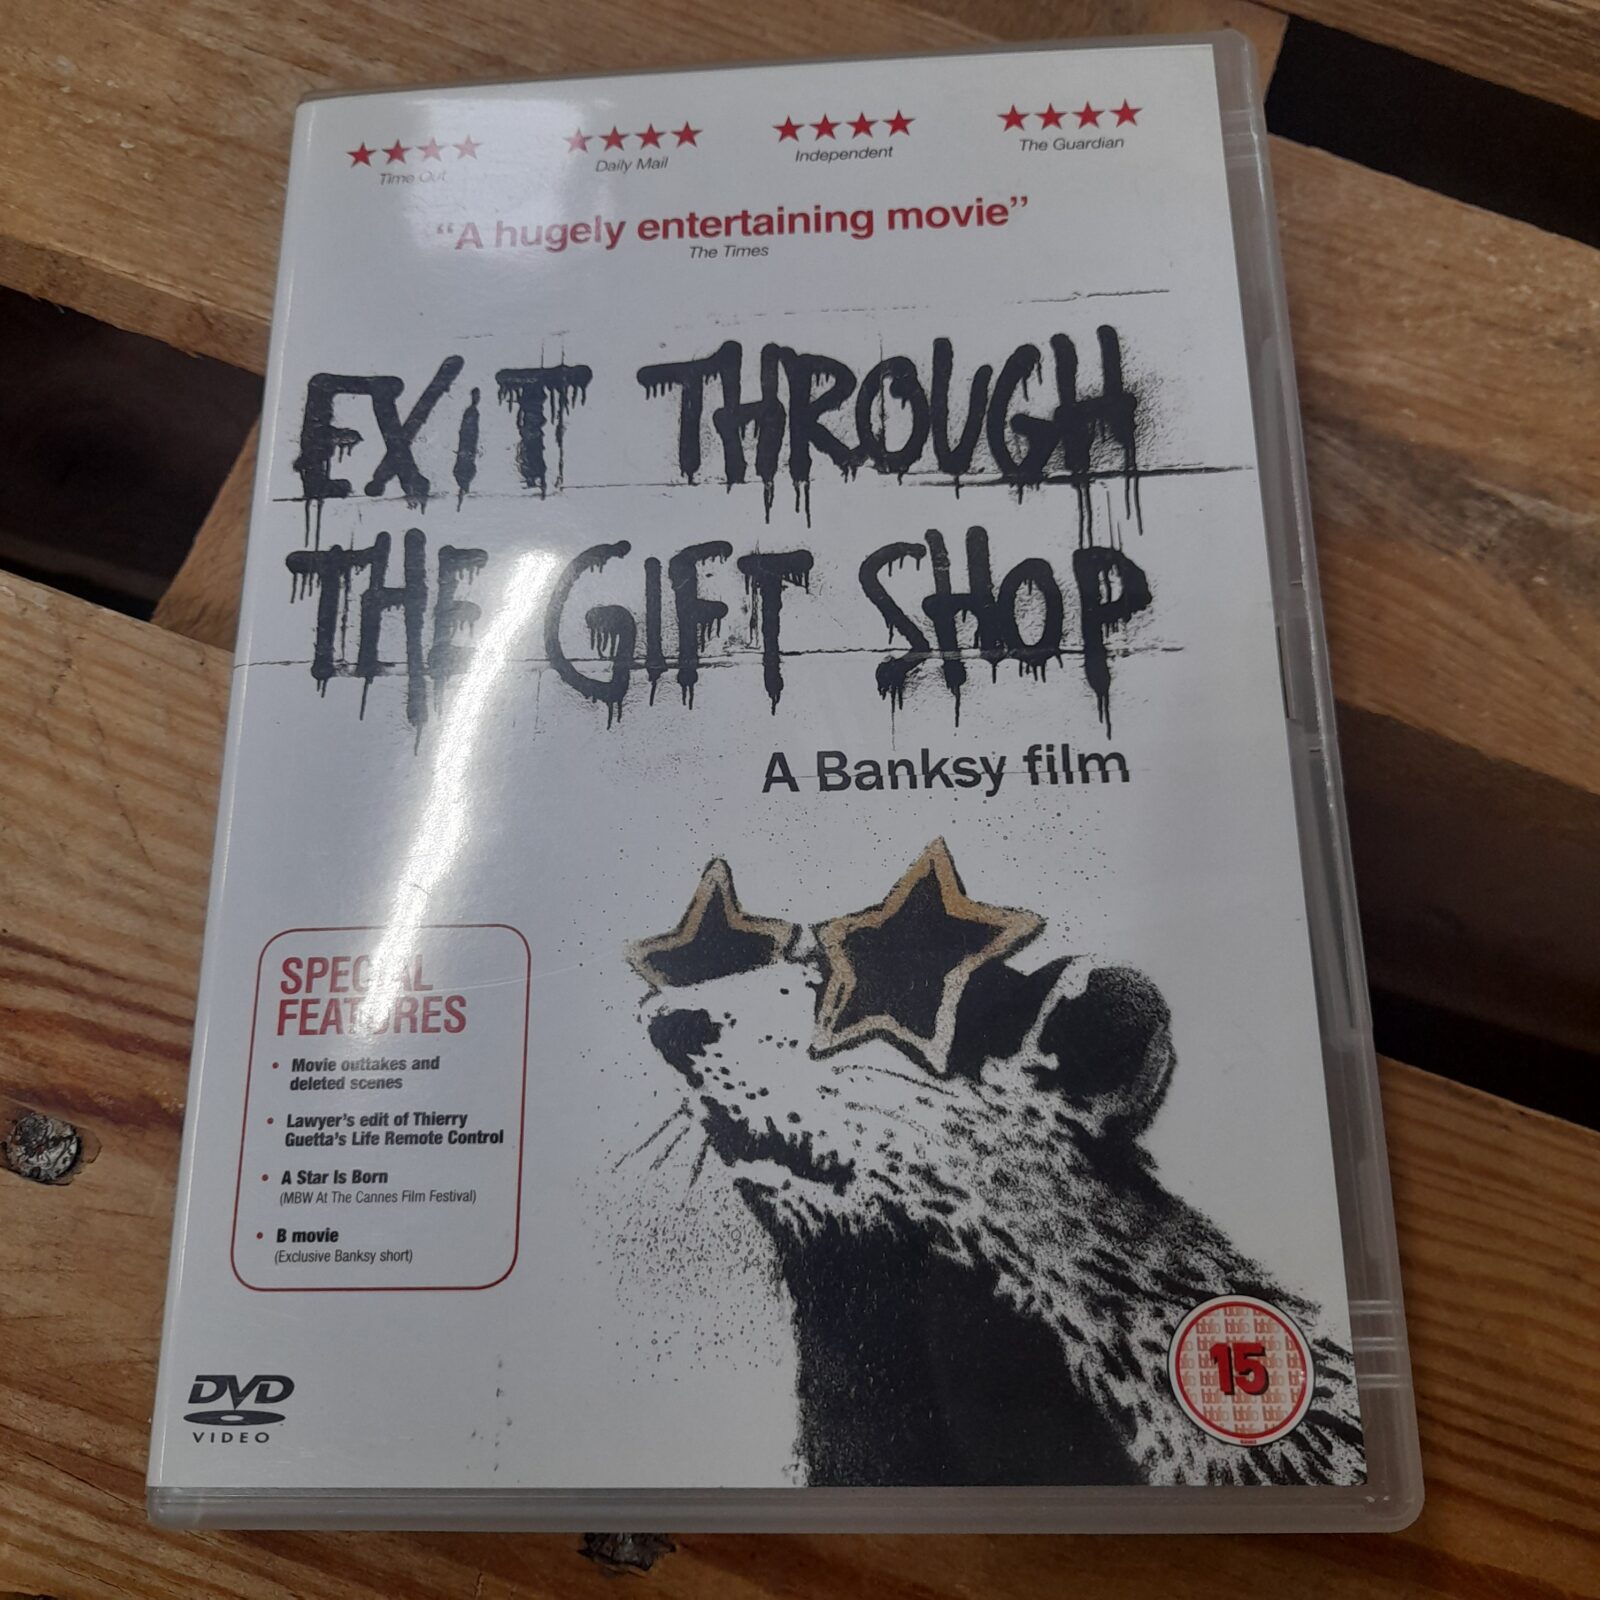 ★★★★ ★★★★ ★★★★ ★★★★
Time Out Daily Mail Independent The Guardian
“A hugely entertaining movie”
The Times
EXiT THROUGH
THE GIFT SHOP
A Banksy film
SPECIAL
FEATURES
• Movie outtakes and
deleted scenes
• Lawyer's edit of Thierry
Guetta's Life Remote Control
• A Star Is Born
(MBW At The Cannes Film Festival)
• B movie
(Exclusive Banksy short)
DVD
VIDEO
15